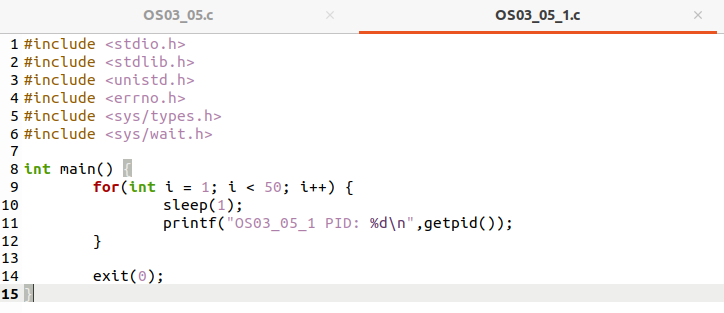 OS03_05.c × OS03_05_1.c ×
1 #include <stdio.h>
2 #include <stdlib.h>
3 #include <unistd.h>
4 #include <errno.h>
5 #include <sys/types.h>
6 #include <sys/wait.h>
7
8 int main() {
9 for(int i = 1; i < 50; i++) {
10 sleep(1);
11 printf("OS03_05_1 PID: %d\n",getpid());
12 }
13
14 exit(0);
15 }